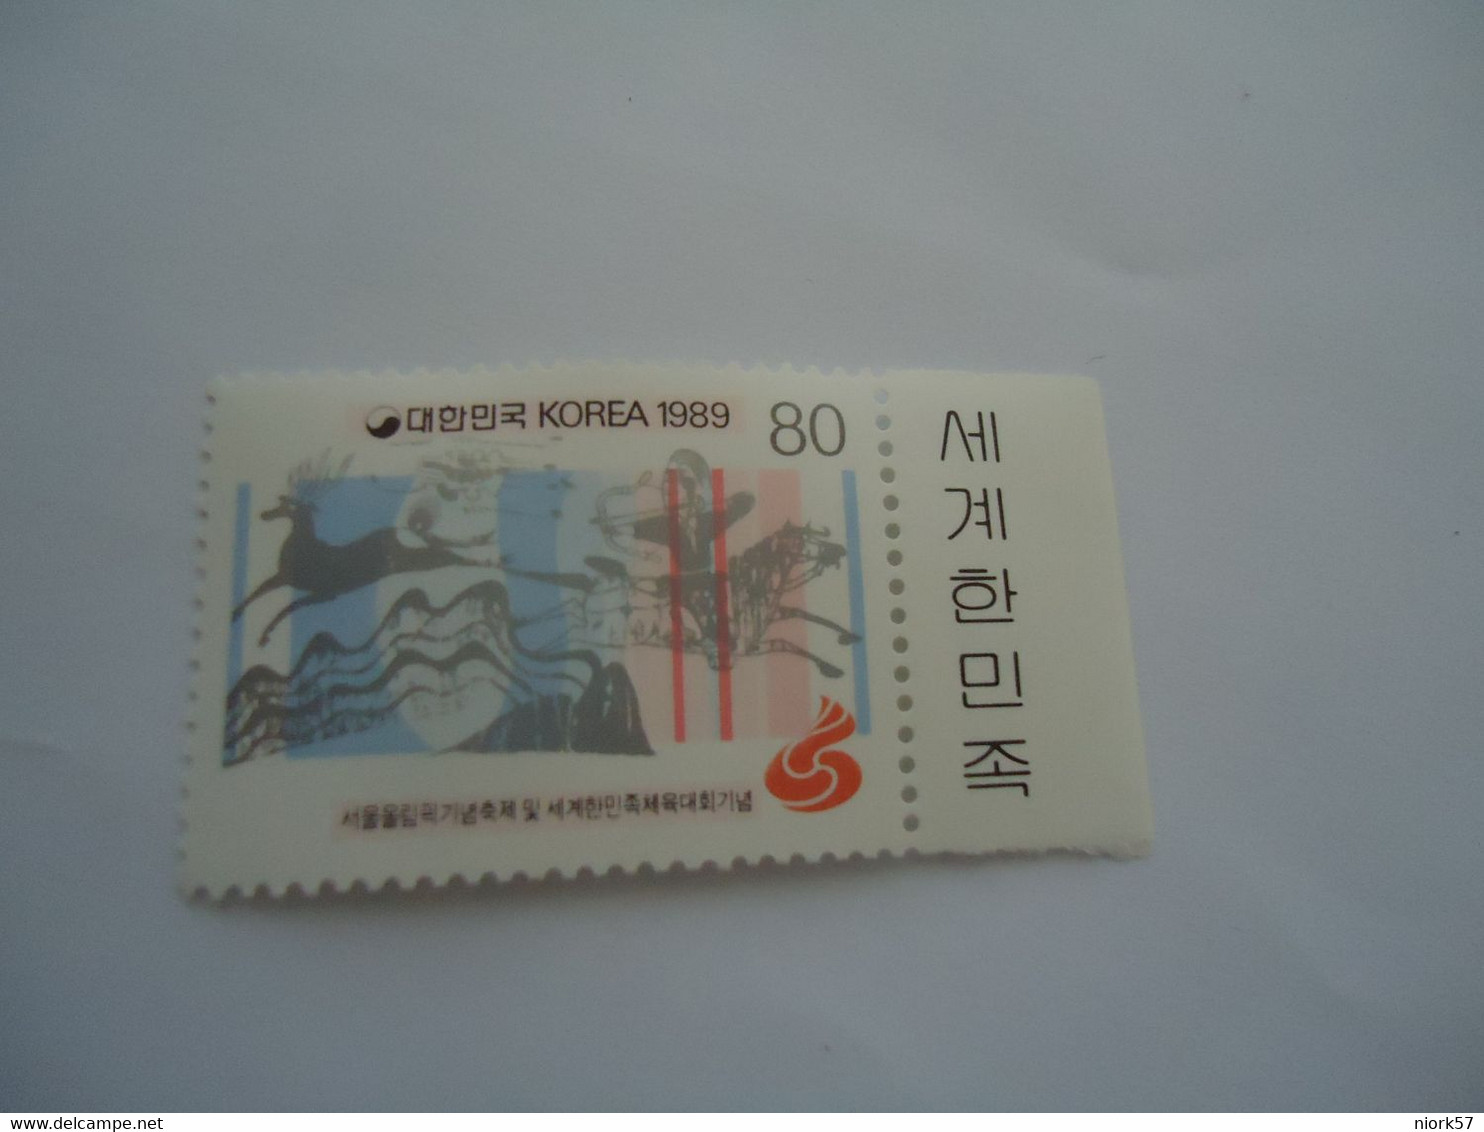 대한민국 KOREA 1989 80
서울올림픽기념축제 및 세계한민족체육대회기념
세계한민족
delcampe.net
niork57